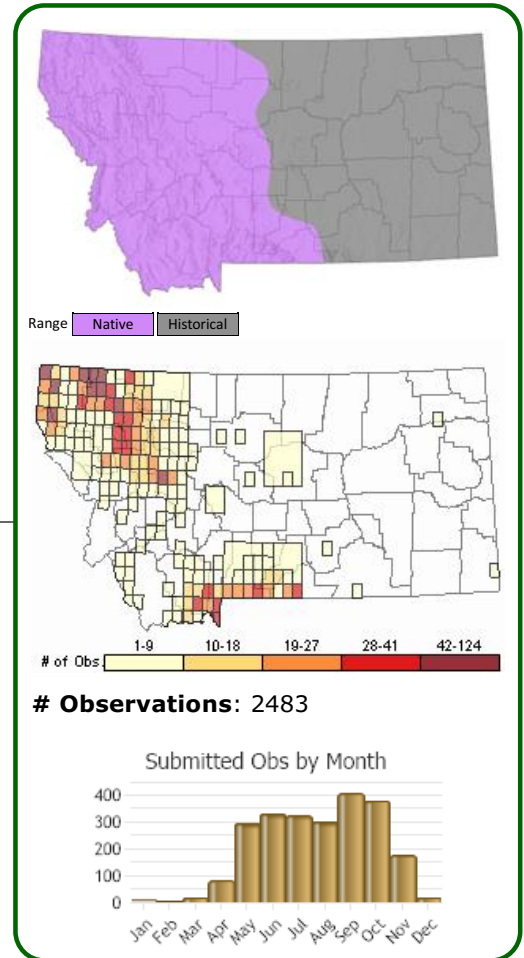 Range Native Historical
1-9 10-18 19-27 28-41 42-124
# of Obs.
# Observations: 2483
Submitted Obs by Month
400
300
200
100
0
Jan Feb Mar Apr May Jun Jul Aug Sep Oct Nov Dec